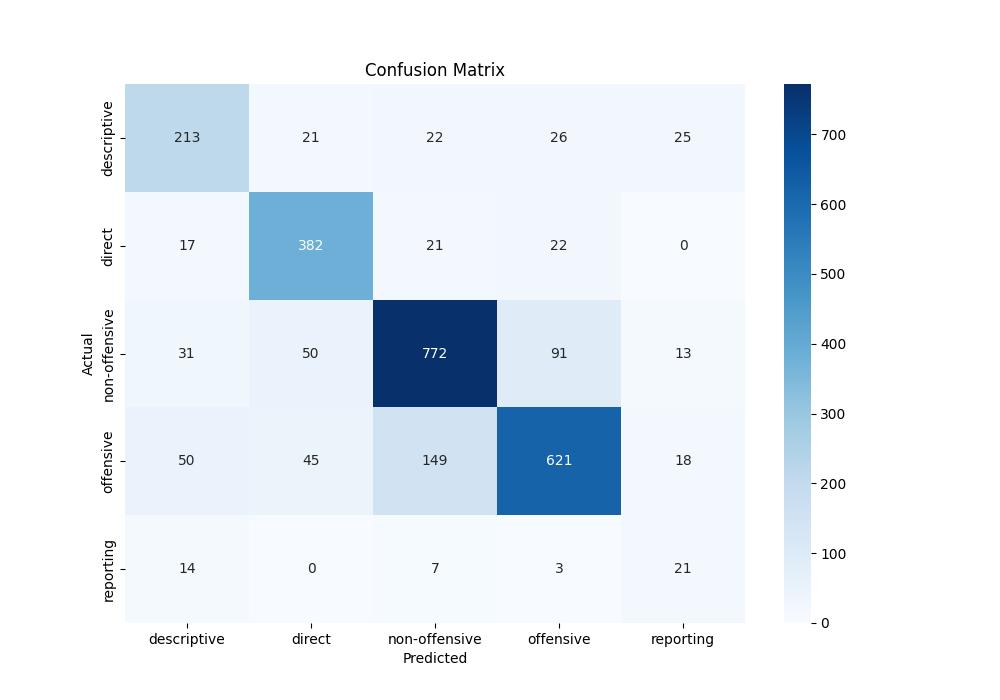 Confusion Matrix
descriptive 213 21 22 26 25
direct 17 382 21 22 0
non-offensive 31 50 772 91 13
offensive 50 45 149 621 18
reporting 14 0 7 3 21
Actual
descriptive direct non-offensive offensive reporting
Predicted
700
600
500
400
300
200
100
0